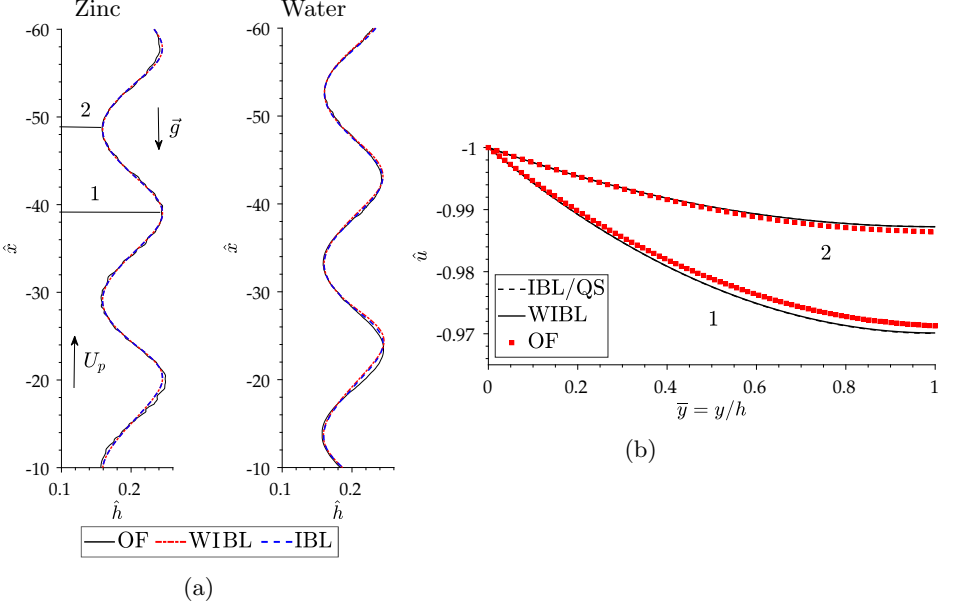 Zinc
Water
-60
-50
-40
-30
-20
-10
0.1
0.2
x̂
ĥ
2
1
g⃗
U_p
-60
-50
-40
-30
-20
-10
0.1
0.2
x̂
ĥ
OF WIBL IBL
(a)
-1
-0.99
-0.98
-0.97
û
2
1
IBL/QS
WIBL
OF
0 0.2 0.4 0.6 0.8 1
y̅ = y/h
(b)